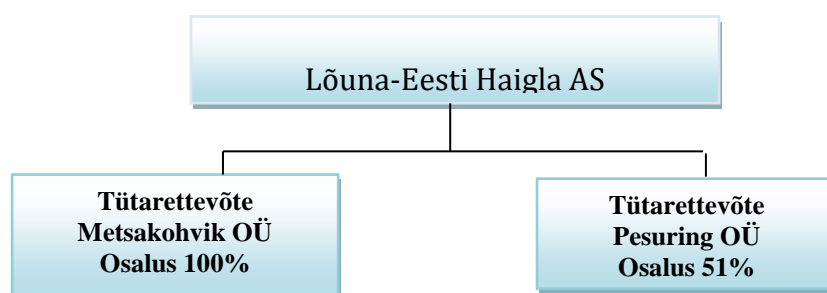 Lõuna-Eesti Haigla AS
Tütarettevõte
Metsakohvik OÜ
Osalus 100%
Tütarettevõte
Pesuring OÜ
Osalus 51%